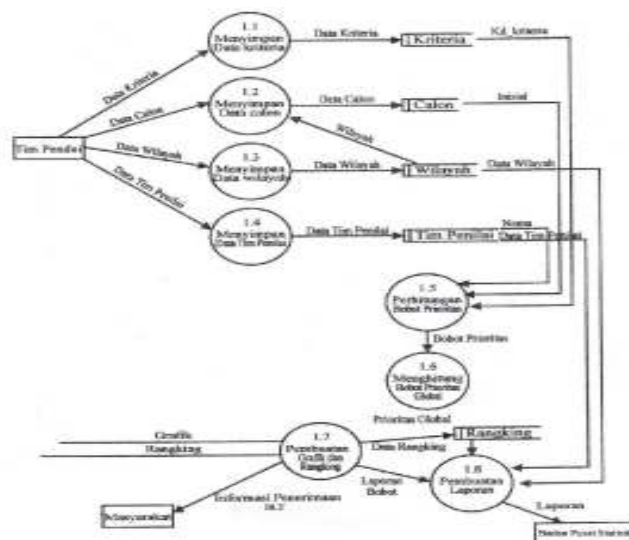 1.1
Menyimpan
Data kriteria
Data Kriteria
Kriteria
Kd_kriteria
Data Kriteria
1.2
Menyimpan
Data calon
Data Calon
Calon
Inisial
Data Calon
Wilayah
Tim Penilai
Data Wilayah
1.3
Menyimpan
Data wilayah
Data Wilayah
Wilayah
Data Wilayah
Data Tim Penilai
1.4
Menyimpan
Data Tim Penilai
Data Tim Penilai
Tim Penilai
Nama
Data Tim Penilai
1.5
Perhitungan
Bobot Prioritas
Bobot Prioritas
1.6
Menghitung
Bobot Prioritas
Global
Prioritas Global
Grafik
Rangking
1.7
Pembuatan
Grafik dan
Rangking
Data Rangking
Rangking
Laporan
Bobot
1.8
Pembuatan
Laporan
Informasi Penerimaan
Masyarakat
Laporan
Badan Pusat Statistik